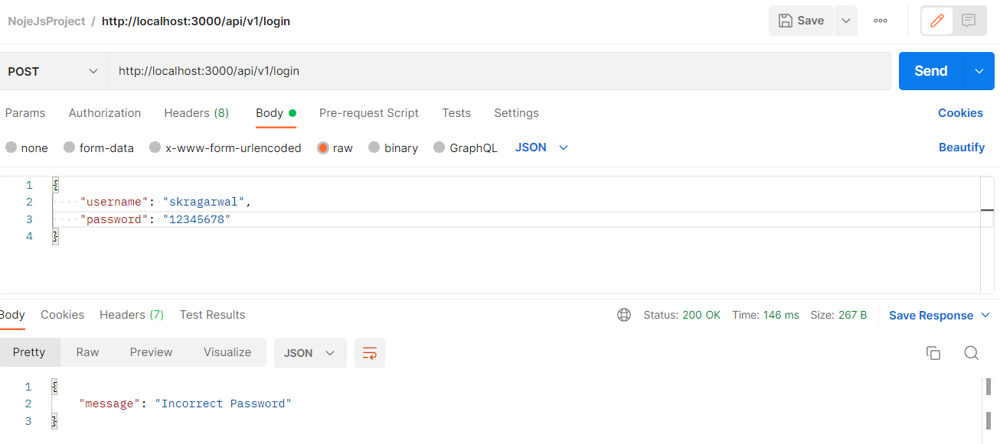 NojeJsProject / http://localhost:3000/api/v1/login Save
POST http://localhost:3000/api/v1/login Send
Params Authorization Headers (8) Body Pre-request Script Tests Settings Cookies
none form-data x-www-form-urlencoded raw binary GraphQL JSON Beautify
1 {
2 "username": "skragarwal",
3 "password": "12345678"
4 }
Body Cookies Headers (7) Test Results Status: 200 OK Time: 146 ms Size: 267 B Save Response
Pretty Raw Preview Visualize JSON
1 {
2 "message": "Incorrect Password"
3 }